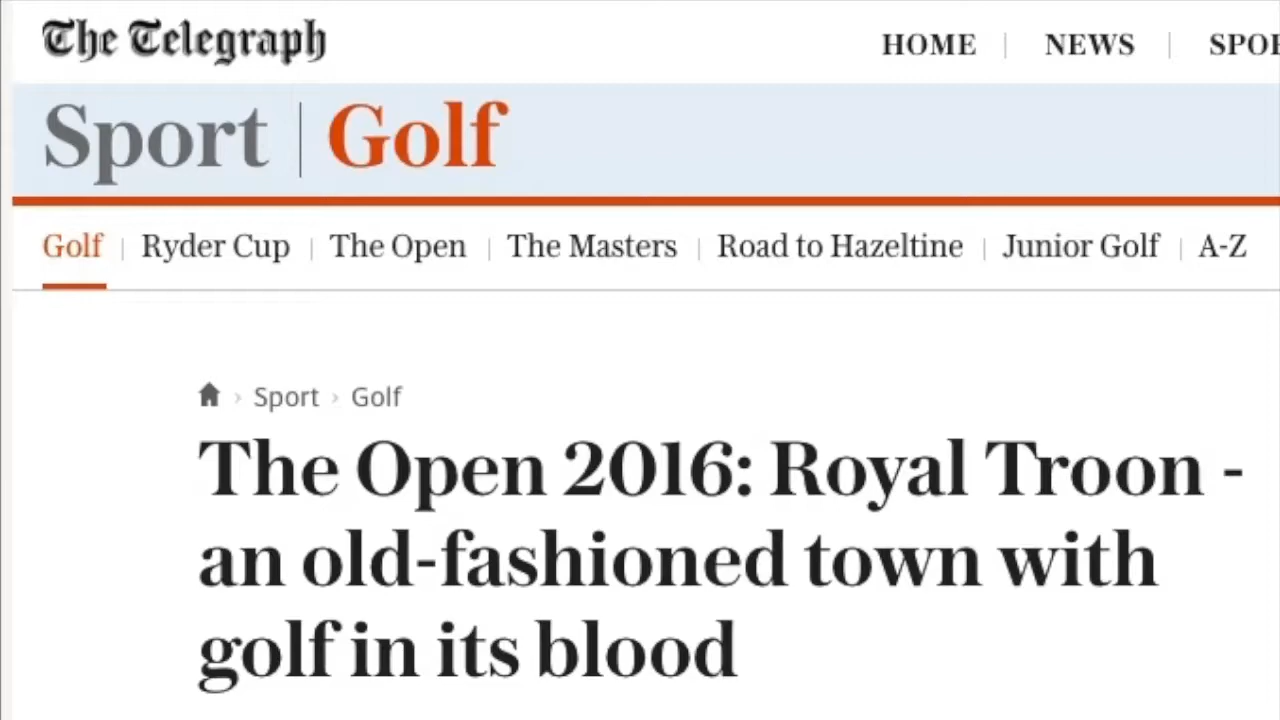 The Telegraph
HOME | NEWS |
Sport | Golf
Golf | Ryder Cup | The Open | The Masters | Road to Hazeltine | Junior Golf | A-Z
› Sport › Golf
The Open 2016: Royal Troon -
an old-fashioned town with
golf in its blood